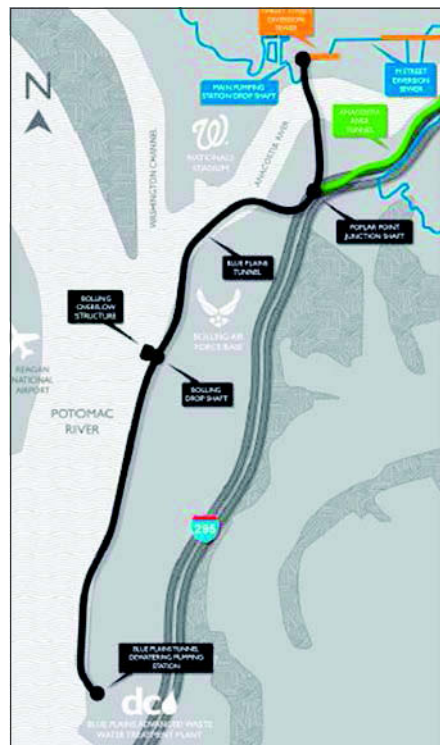 DIVERSION
SEWER
MAIN PUMPING
STATION DROP SHAFT
M STREET
DIVERSION
SEWER
ANACOSTIA
RIVER
TUNNEL
N
WASHINGTON CHANNEL
W
NATIONALS
STADIUM
ANACOSTIA RIVER
POPLAR POINT
JUNCTION SHAFT
BLUE PLAINS
TUNNEL
BOLLING
OVERFLOW
STRUCTURE
BOLLING AIR
FORCE BASE
REAGAN
NATIONAL
AIRPORT
BOLLING
DROP SHAFT
POTOMAC
RIVER
295
BLUE PLAINS TUNNEL
DEWATERING PUMPING
STATION
dc
BLUE PLAINS ADVANCED WASTE
WATER TREATMENT PLANT